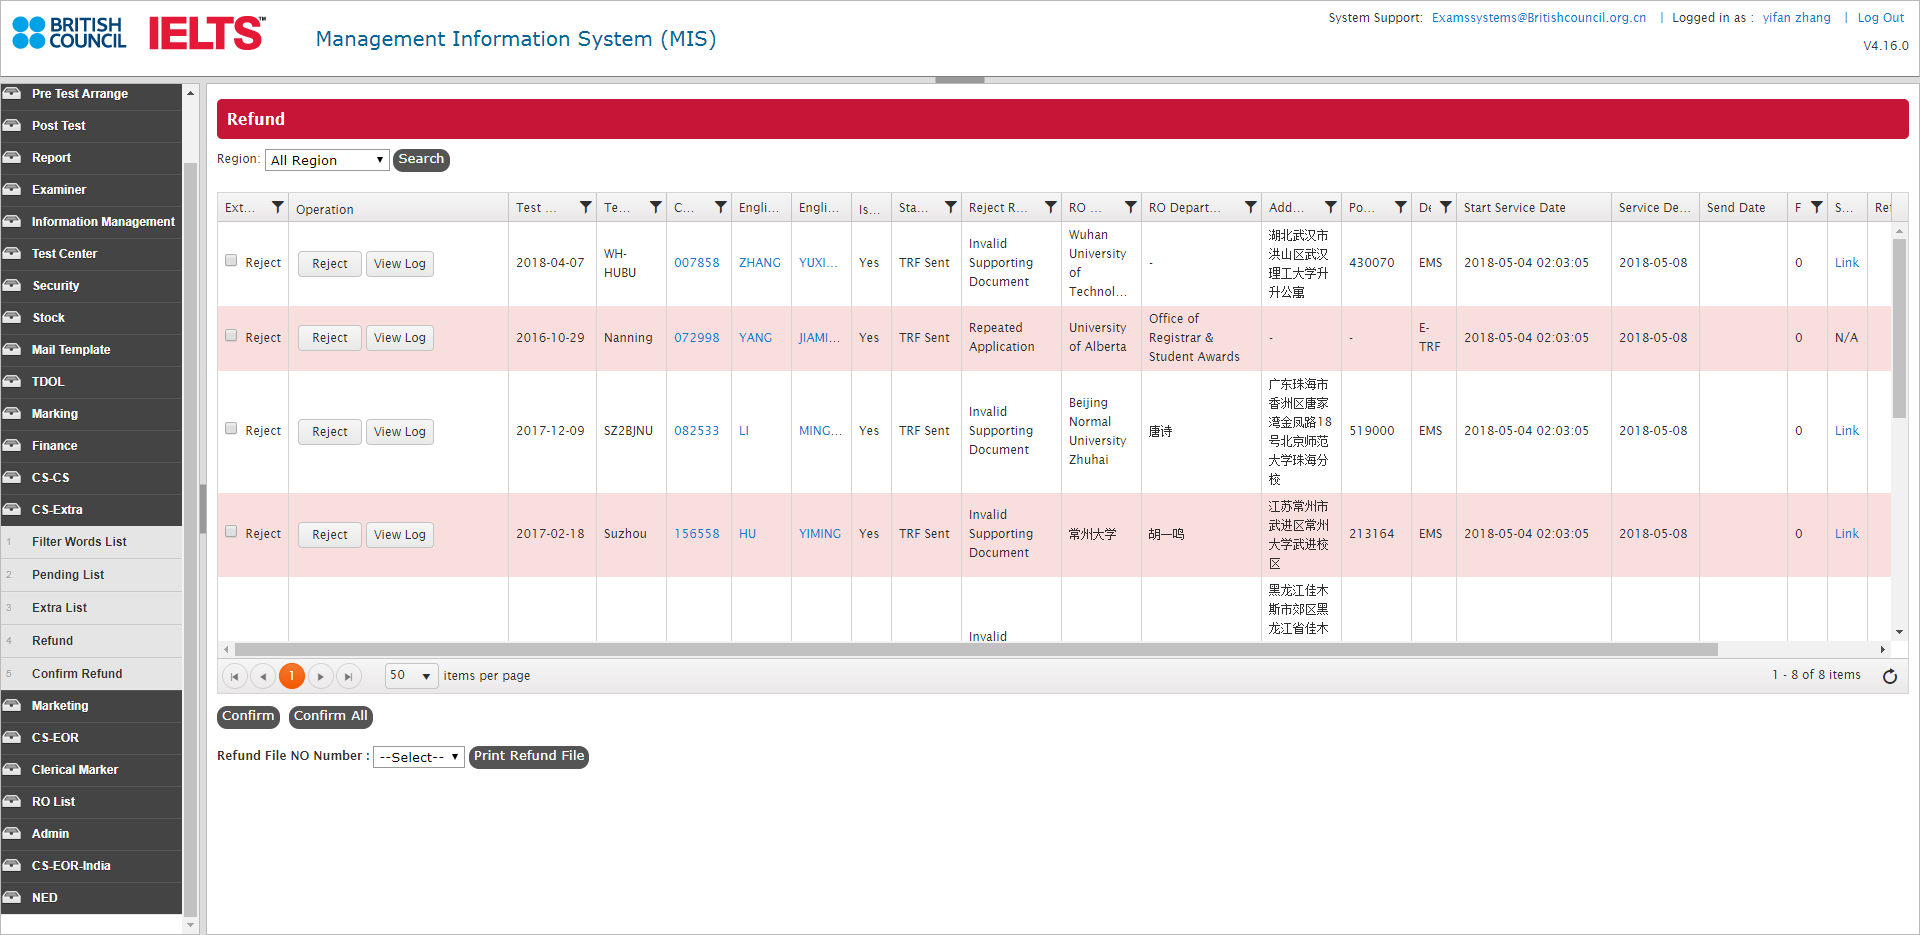 BRITISH
COUNCIL
IELTS™
Management Information System (MIS)
System Support: Examssystems@Britishcouncil.org.cn | Logged in as : yifan zhang | Log Out
V4.16.0
Pre Test Arrange
Post Test
Report
Examiner
Information Management
Test Center
Security
Stock
Mail Template
TDOL
Marking
Finance
CS-CS
CS-Extra
1 Filter Words List
2 Pending List
3 Extra List
4 Refund
5 Confirm Refund
Marketing
CS-EOR
Clerical Marker
RO List
Admin
CS-EOR-India
NED
Refund
Region: All Region Search
Ext... Operation Test ... Te... C... Engli... Engli... Is... Sta... Reject R... RO ... RO Depart... Add... Po... De Start Service Date Service De... Send Date F S... Ref
Reject Reject View Log 2018-04-07
WH-
HUBU
007858 ZHANG YUXI... Yes TRF Sent
Invalid
Supporting
Document
Wuhan
University
of
Technol...
-
湖北武汉市
洪山区武汉
理工大学升
升公寓
430070 EMS 2018-05-04 02:03:05 2018-05-08 0 Link
Reject Reject View Log 2016-10-29 Nanning 072998 YANG JIAMI... Yes TRF Sent
Repeated
Application
University
of Alberta
Office of
Registrar &
Student Awards
- -
E-
TRF
2018-05-04 02:03:05 2018-05-08 0 N/A
Reject Reject View Log 2017-12-09 SZ2BJNU 082533 LI MING... Yes TRF Sent
Invalid
Supporting
Document
Beijing
Normal
University
Zhuhai
唐诗
广东珠海市
香洲区唐家
湾金凤路18
号北京师范
大学珠海分
校
519000 EMS 2018-05-04 02:03:05 2018-05-08 0 Link
Reject Reject View Log 2017-02-18 Suzhou 156558 HU YIMING Yes TRF Sent
Invalid
Supporting
Document
常州大学 胡一鸣
江苏常州市
武进区常州
大学武进校
区
213164 EMS 2018-05-04 02:03:05 2018-05-08 0 Link
Invalid
黑龙江佳木
斯市郊区黑
龙江省佳木
1 50 items per page 1 - 8 of 8 items
Confirm Confirm All
Refund File NO Number : --Select-- Print Refund File